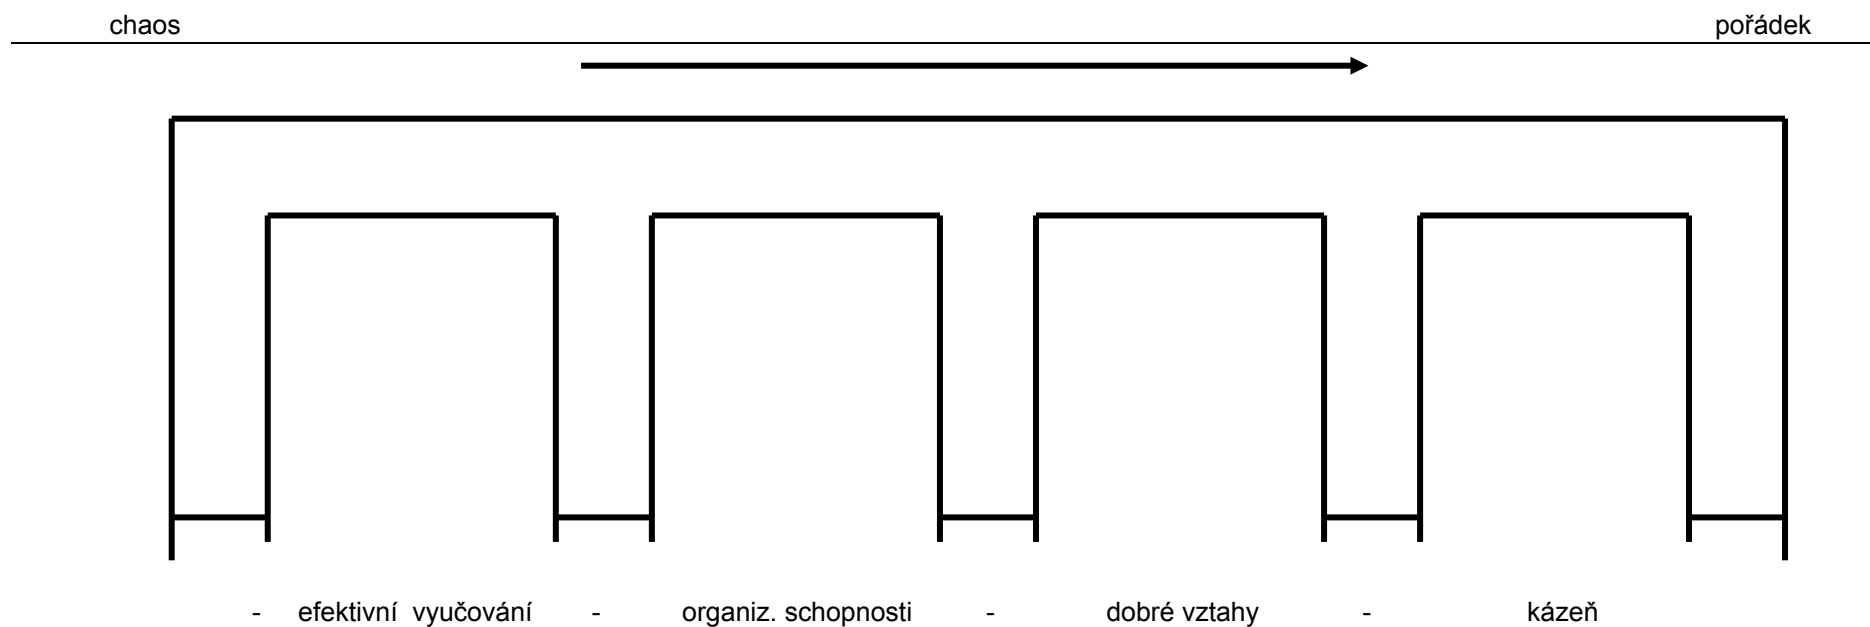 chaos pořádek
- efektivní vyučování - organiz. schopnosti - dobré vztahy - kázeň